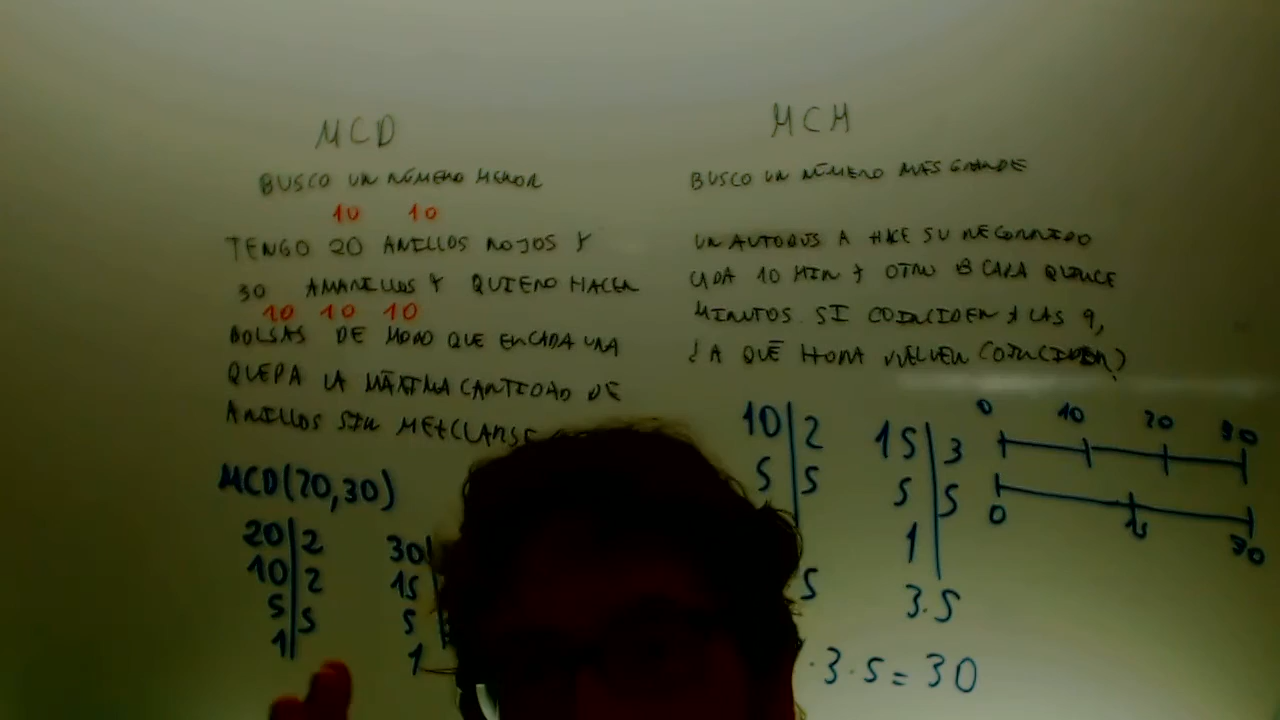 MCD
BUSCO UN NÚMERO MENOR
10 10
TENGO 20 ANILLOS ROJOS Y
30 AMARILLOS Y QUIERO HACER
10 10 10
BOLSAS DE MODO QUE EN CADA UNA
QUEPA LA MÁXIMA CANTIDAD DE
ANILLOS SIN MEZCLARSE
MCD(20,30)
20 2
10 2
5 5
1
30
15
5
1
MCM
BUSCO UN NÚMERO MÁS GRANDE
UN AUTOBUS A HACE SU RECORRIDO
CADA 10 MIN Y OTRO B CADA QUINCE
MINUTOS. SI COINCIDEN A LAS 9,
¿A QUÉ HORA VUELVEN COINCIDIR?
10 2
5 5
5
15 3
5 5
1
3.5
·3·5=30
0 10 20 30
0 15 30